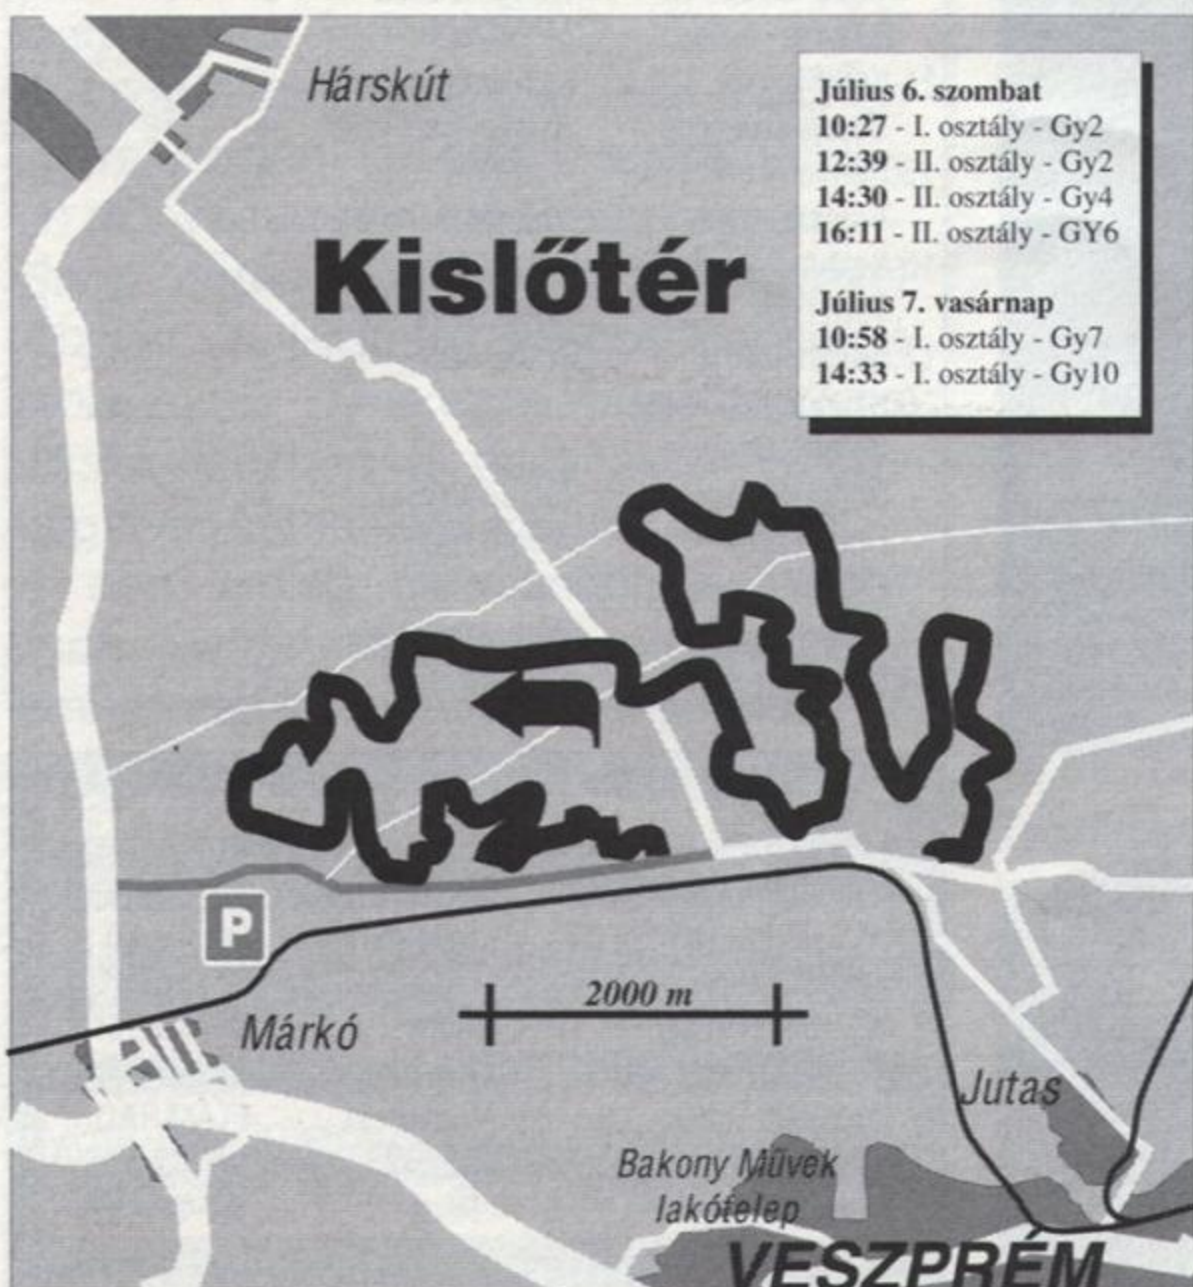 Hárskút
Július 6. szombat
10:27 - I. osztály - Gy2
12:39 - II. osztály - Gy2
14:30 - II. osztály - Gy4
16:11 - II. osztály - GY6
Július 7. vasárnap
10:58 - I. osztály - Gy7
14:33 - I. osztály - Gy10
Kislőtér
P
2000 m
Márkó
Jutas
Bakony Művek
lakótelep
VESZPRÉM